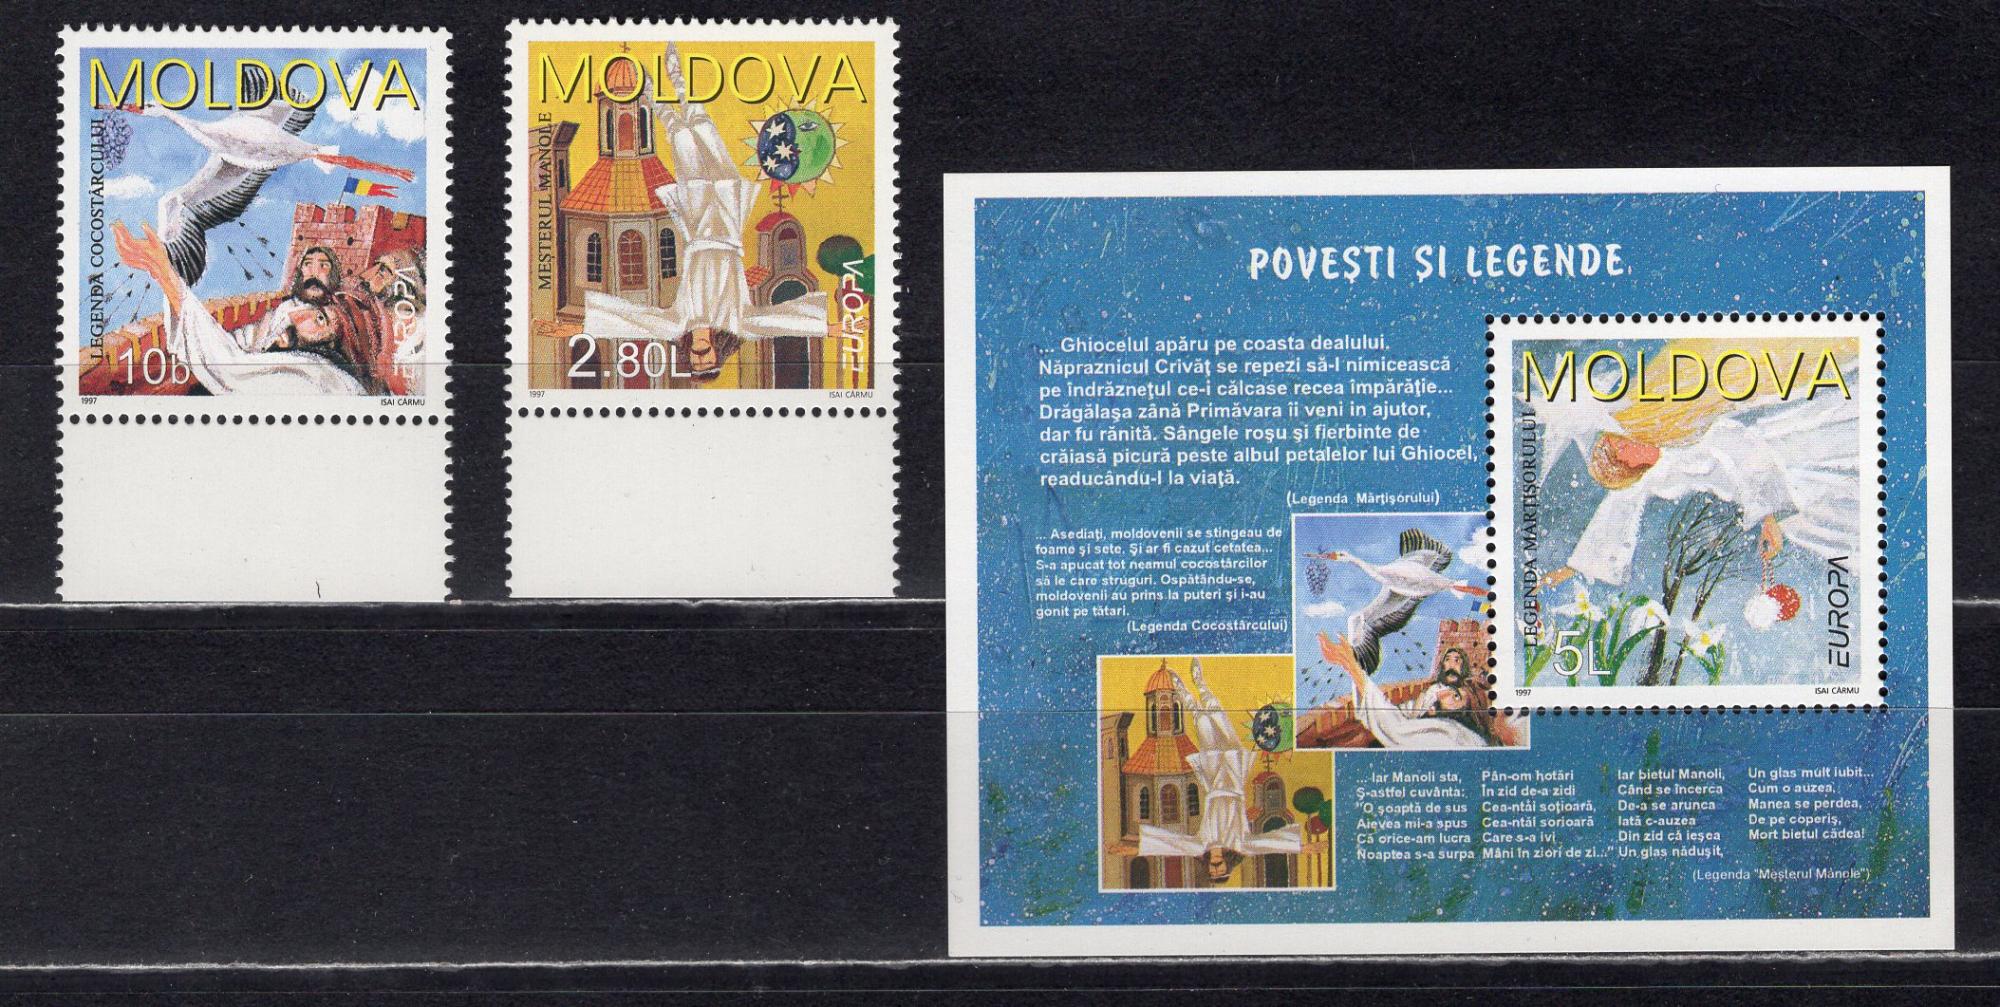 MOLDOVA
LEGENDA COCOSTÂRCULUI
EUROPA
10b
1997
ISAI CÂRMU
MOLDOVA
MEŞTERUL MANOLE
EUROPA
2.80L
1997
ISAI CÂRMU
POVEŞTI ŞI LEGENDE
... Ghiocelul apăru pe coasta dealului.
Năpraznicul Crivăţ se repezi să-l nimicească
pe îndrăzneţul ce-i călcase recea împărăţie...
Drăgălaşa zână Primăvara îi veni in ajutor,
dar fu rănită. Sângele roşu şi fierbinte de
crăiasă picură peste albul petalelor lui Ghiocel,
readucându-l la viaţă.
(Legenda Mărţişorului)
... Asediaţi, moldovenii se stingeau de
foame şi sete. Şi ar fi cazut cetatea...
S-a apucat tot neamul cocostârcilor
să le care struguri. Ospătându-se,
moldovenii au prins la puteri şi i-au
gonit pe tătari.
(Legenda Cocostârcului)
MOLDOVA
LEGENDA MĂRŢIŞORULUI
EUROPA
5L
1997
ISAI CÂRMU
... Iar Manoli sta,
Ş-astfel cuvânta:
"O şoaptă de sus
Aievea mi-a spus
Că orice-am lucra
Noaptea s-a surpa
Pân-om hotări
În zid de-a zidi
Cea-ntâi soţioară,
Cea-ntâi sorioară
Care s-a ivi
Mâni în ziori de zi..."
Iar bietul Manoli,
Când se încerca
De-a se arunca
Iată c-auzea
Din zid că ieşea
Un glas năduşit,
Un glas mult iubit...
Cum o auzea,
Manea se perdea,
De pe coperiş,
Mort bietul cădea!
(Legenda "Meşterul Manole")